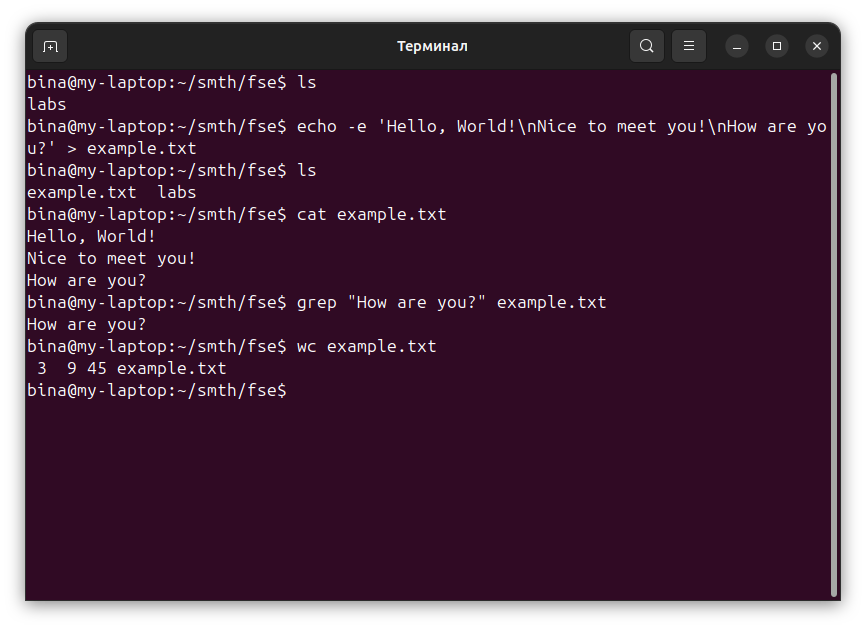 Терминал
bina@my-laptop:~/smth/fse$ ls
labs
bina@my-laptop:~/smth/fse$ echo -e 'Hello, World!\nNice to meet you!\nHow are yo
u?' > example.txt
bina@my-laptop:~/smth/fse$ ls
example.txt  labs
bina@my-laptop:~/smth/fse$ cat example.txt
Hello, World!
Nice to meet you!
How are you?
bina@my-laptop:~/smth/fse$ grep "How are you?" example.txt
How are you?
bina@my-laptop:~/smth/fse$ wc example.txt
 3  9 45 example.txt
bina@my-laptop:~/smth/fse$